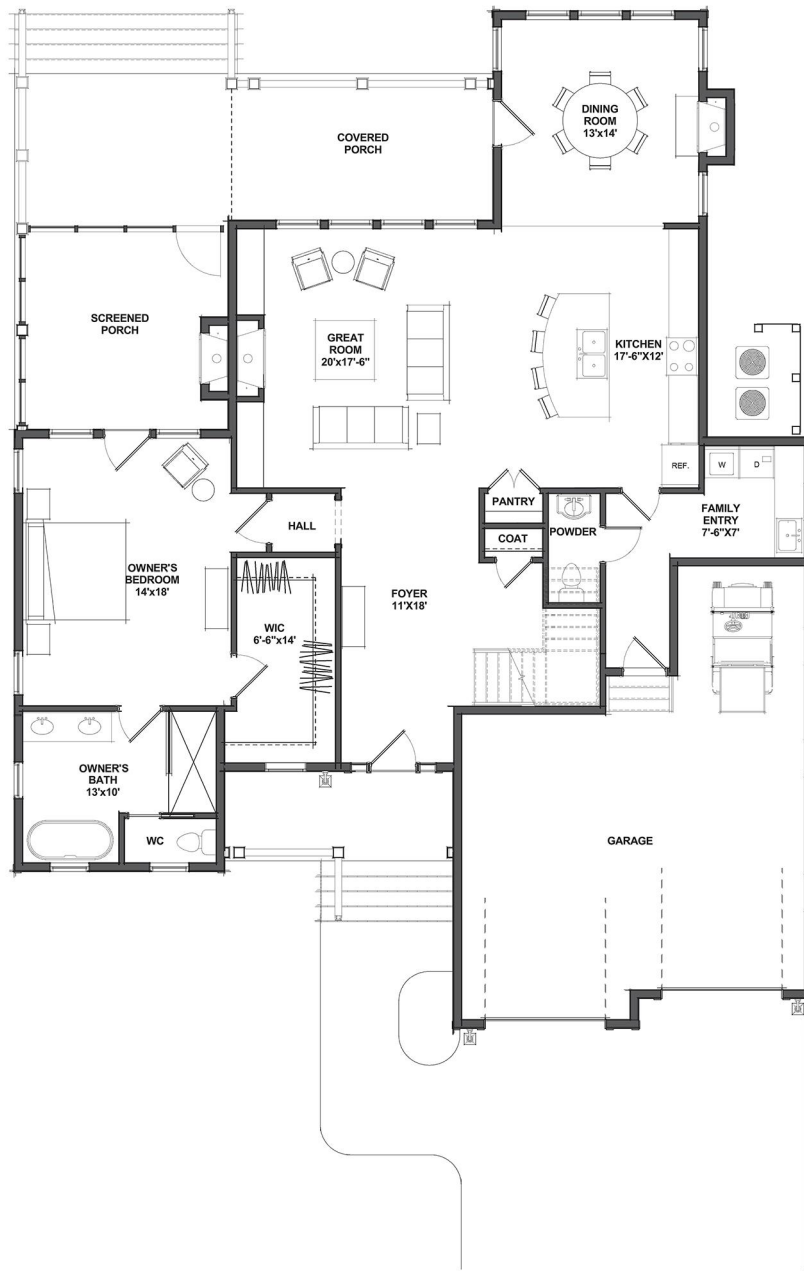 DINING
ROOM
13'x14'
COVERED
PORCH
SCREENED
PORCH
GREAT
ROOM
20'x17'-6"
KITCHEN
17'-6"X12'
REF.
W
D
PANTRY
POWDER
FAMILY
ENTRY
7'-6"X7'
HALL
COAT
OWNER'S
BEDROOM
14'x18'
FOYER
11'X18'
WIC
6'-6"x14'
OWNER'S
BATH
13'x10'
WC
GARAGE